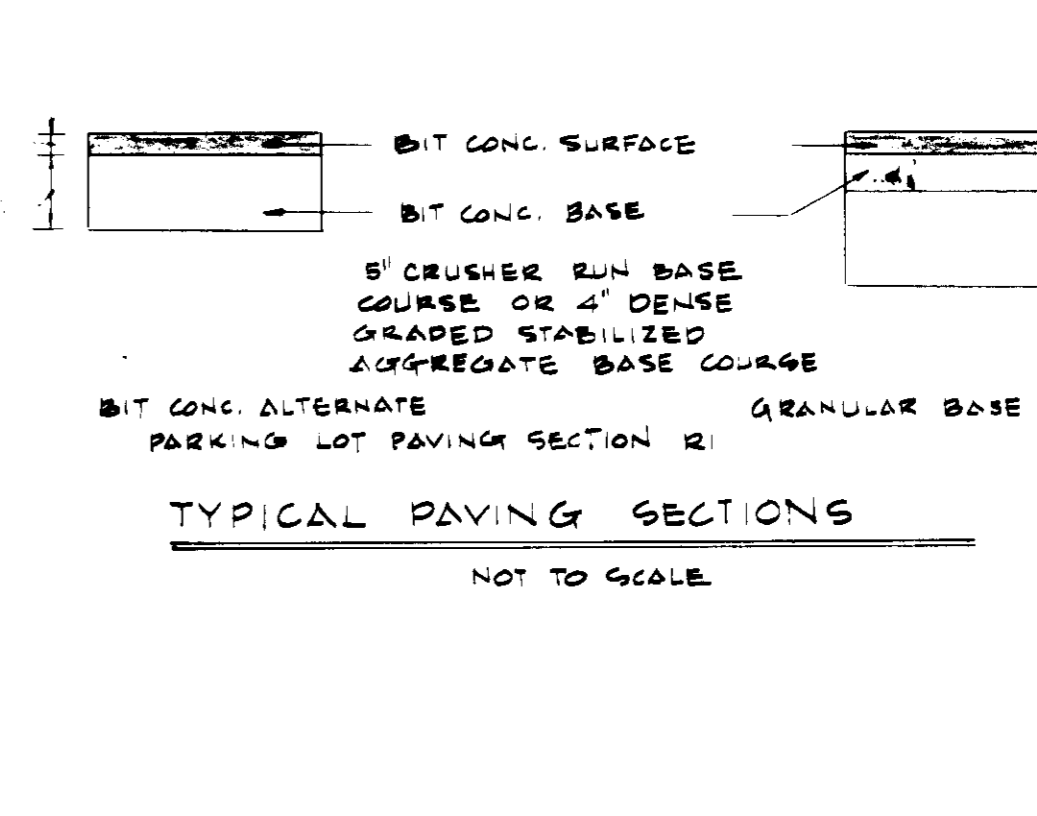 BIT CONC. SURFACE
BIT CONC. BASE
5" CRUSHER RUN BASE
COURSE OR 4" DENSE
GRADED STABILIZED
AGGREGATE BASE COURSE
BIT CONC. ALTERNATE
GRANULAR BASE
PARKING LOT PAVING SECTION R1
TYPICAL PAVING SECTIONS
NOT TO SCALE